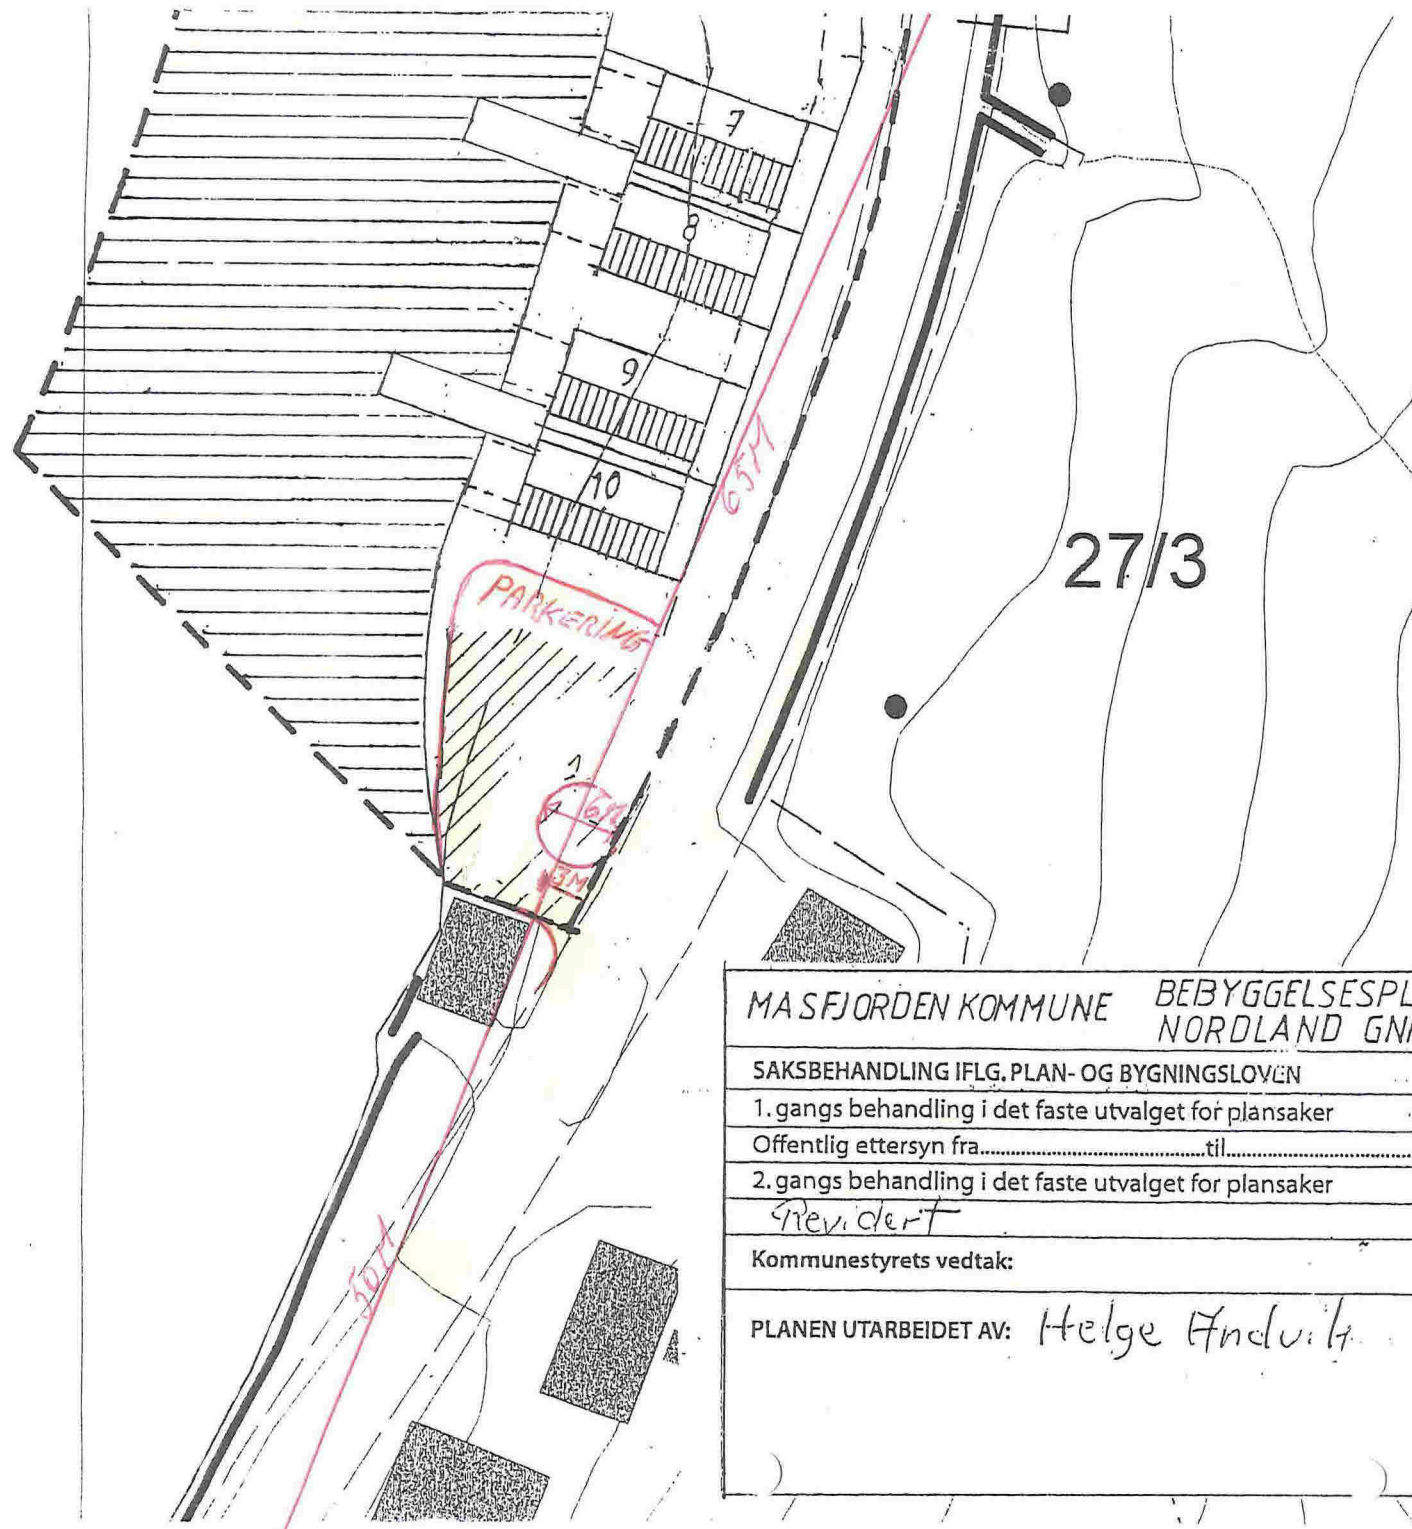 7
8
9
10
65M
27/3
PARKERING
1
6M
3M
50M
MASFJORDEN KOMMUNE BEBYGGELSESPL
NORDLAND GN
SAKSBEHANDLING IFLG. PLAN- OG BYGNINGSLOVEN
1. gangs behandling i det faste utvalget for plansaker
Offentlig ettersyn fra..........til..........
2. gangs behandling i det faste utvalget for plansaker
Revidert
Kommunestyrets vedtak:
PLANEN UTARBEIDET AV: Helge